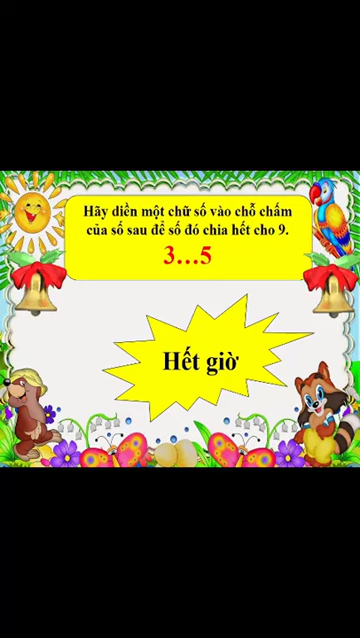 Hãy diền một chữ số vào chỗ chấm
của số sau để số đó chia hết cho 9.
3...5
Hết giờ